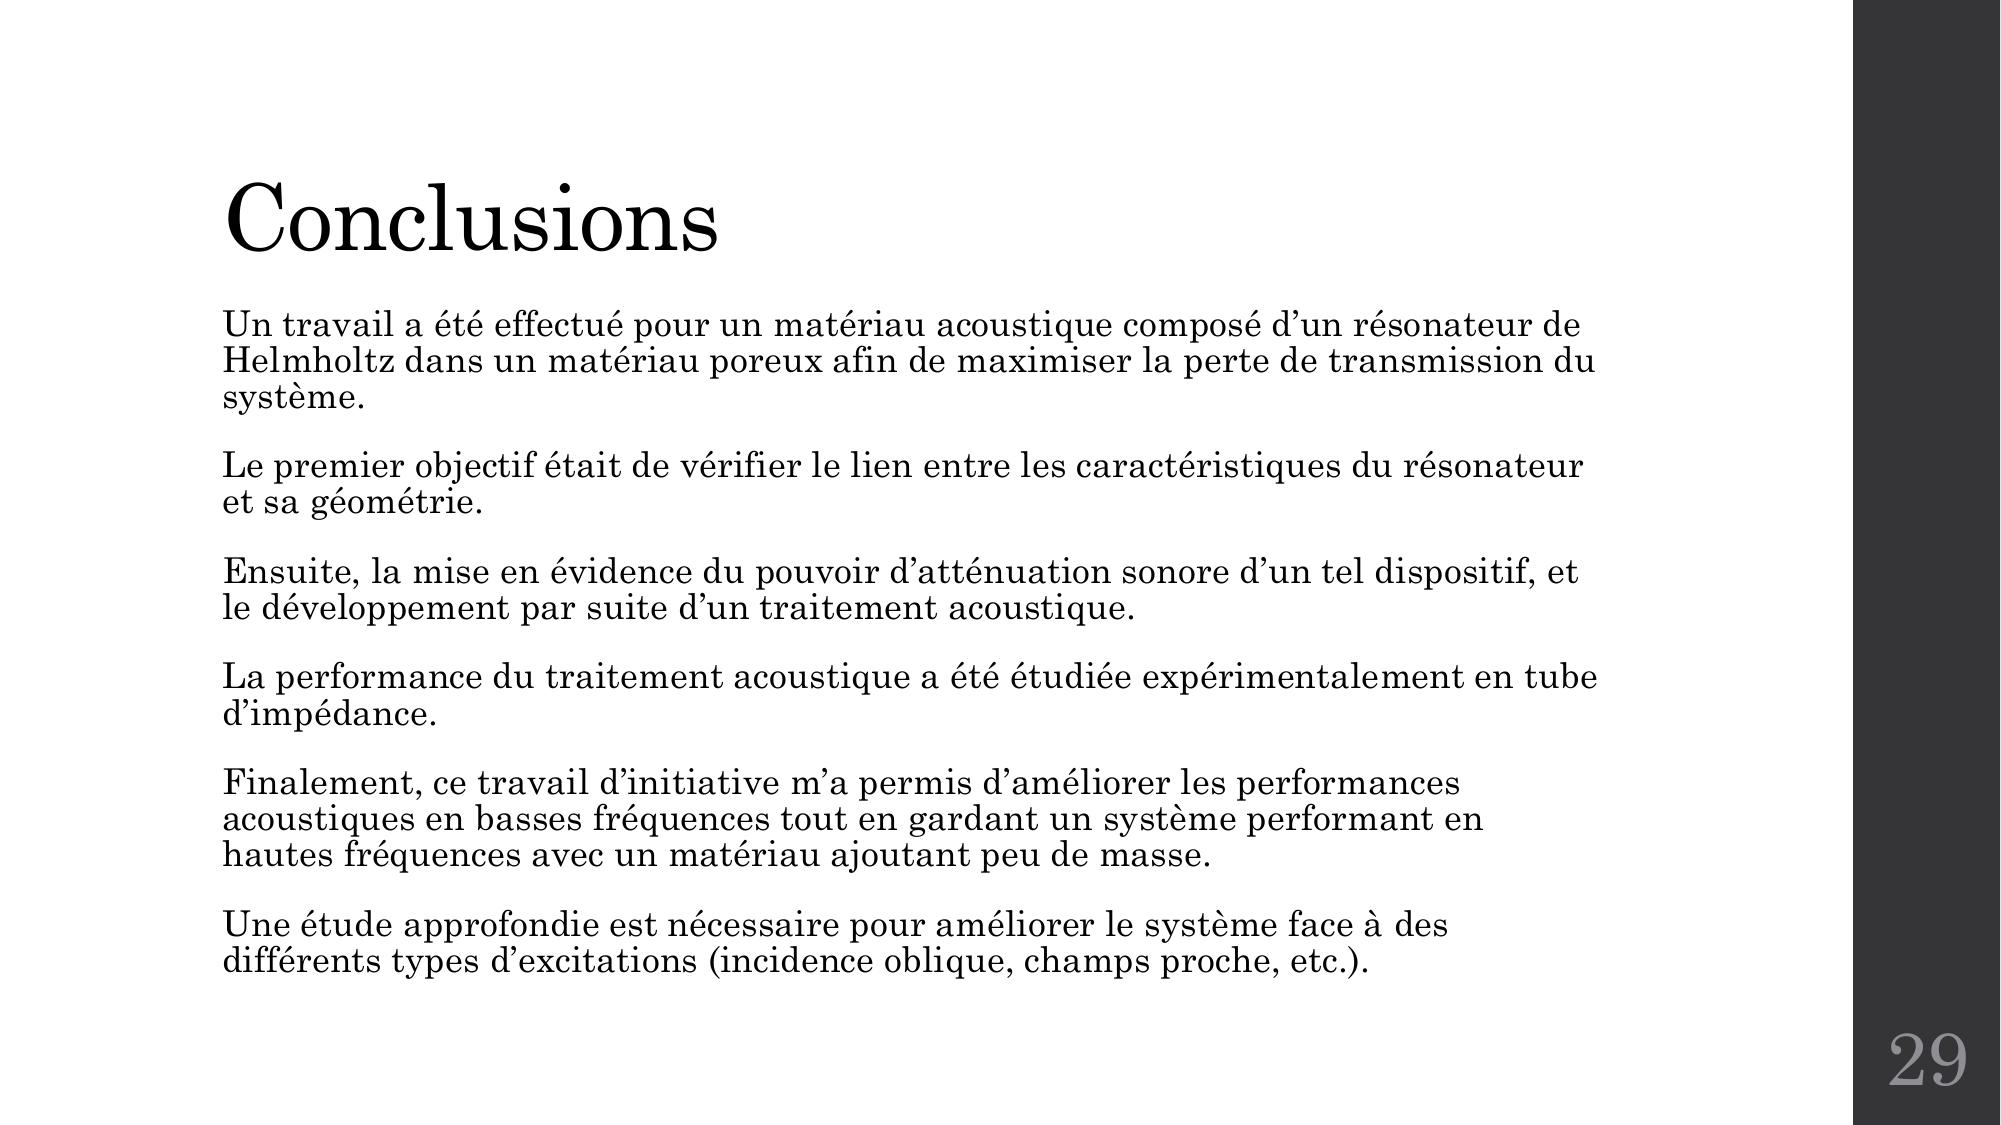 Conclusions
Un travail a été effectué pour un matériau acoustique composé d’un résonateur de
Helmholtz dans un matériau poreux afin de maximiser la perte de transmission du
système.
Le premier objectif était de vérifier le lien entre les caractéristiques du résonateur
et sa géométrie.
Ensuite, la mise en évidence du pouvoir d’atténuation sonore d’un tel dispositif, et
le développement par suite d’un traitement acoustique.
La performance du traitement acoustique a été étudiée expérimentalement en tube
d’impédance.
Finalement, ce travail d’initiative m’a permis d’améliorer les performances
acoustiques en basses fréquences tout en gardant un système performant en
hautes fréquences avec un matériau ajoutant peu de masse.
Une étude approfondie est nécessaire pour améliorer le système face à des
différents types d’excitations (incidence oblique, champs proche, etc.).
29